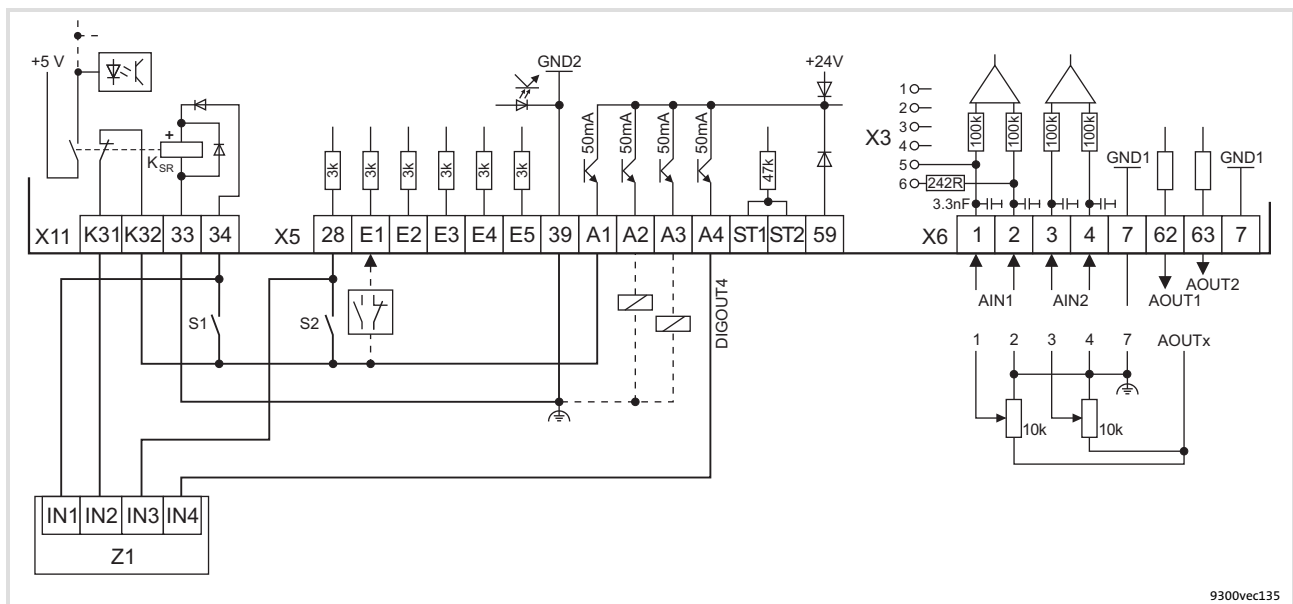 +5 V
GND2
+24V
+
K SR
3k
3k
3k
3k
3k
3k
50mA
50mA
50mA
50mA
47k
1
2
3
4
5
6
X3
242R
100k
100k
100k
100k
3.3nF
GND1
GND1
X11 K31 K32 33 34
X5 28 E1 E2 E3 E4 E5 39 A1 A2 A3 A4 ST1 ST2 59
X6 1 2 3 4 7 62 63 7
S1
S2
DIGOUT4
AIN1
AIN2
AOUT1
AOUT2
1 2 3 4 7 AOUTx
10k
10k
IN1 IN2 IN3 IN4
Z1
9300vec135